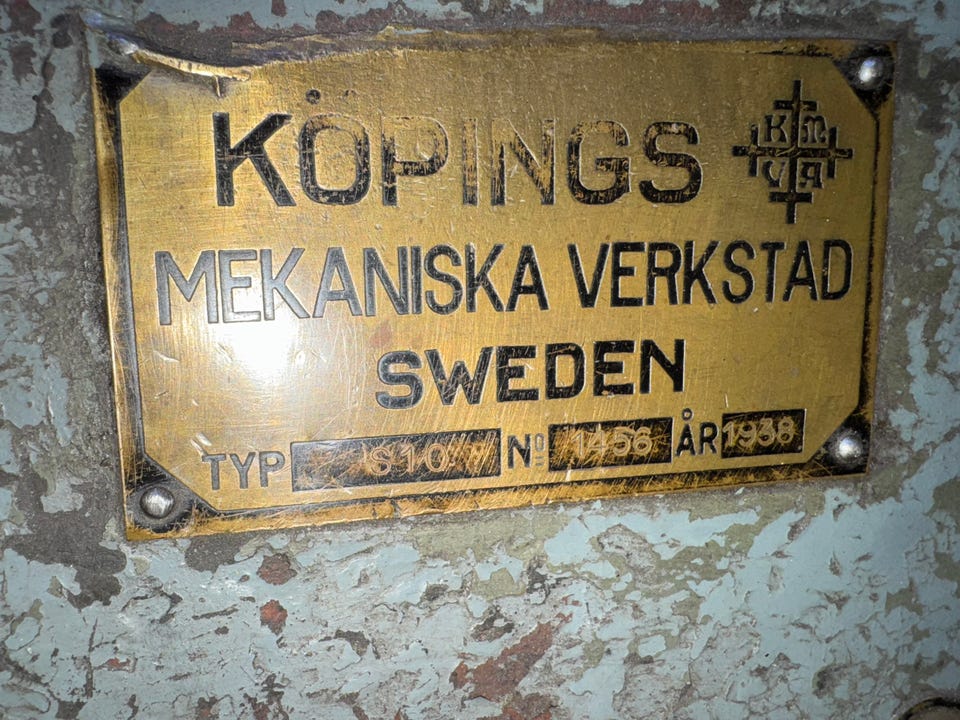 KÖPINGS
K M
V A
MEKANISKA VERKSTAD
SWEDEN
TYP S10 No 1456 ÅR 1938